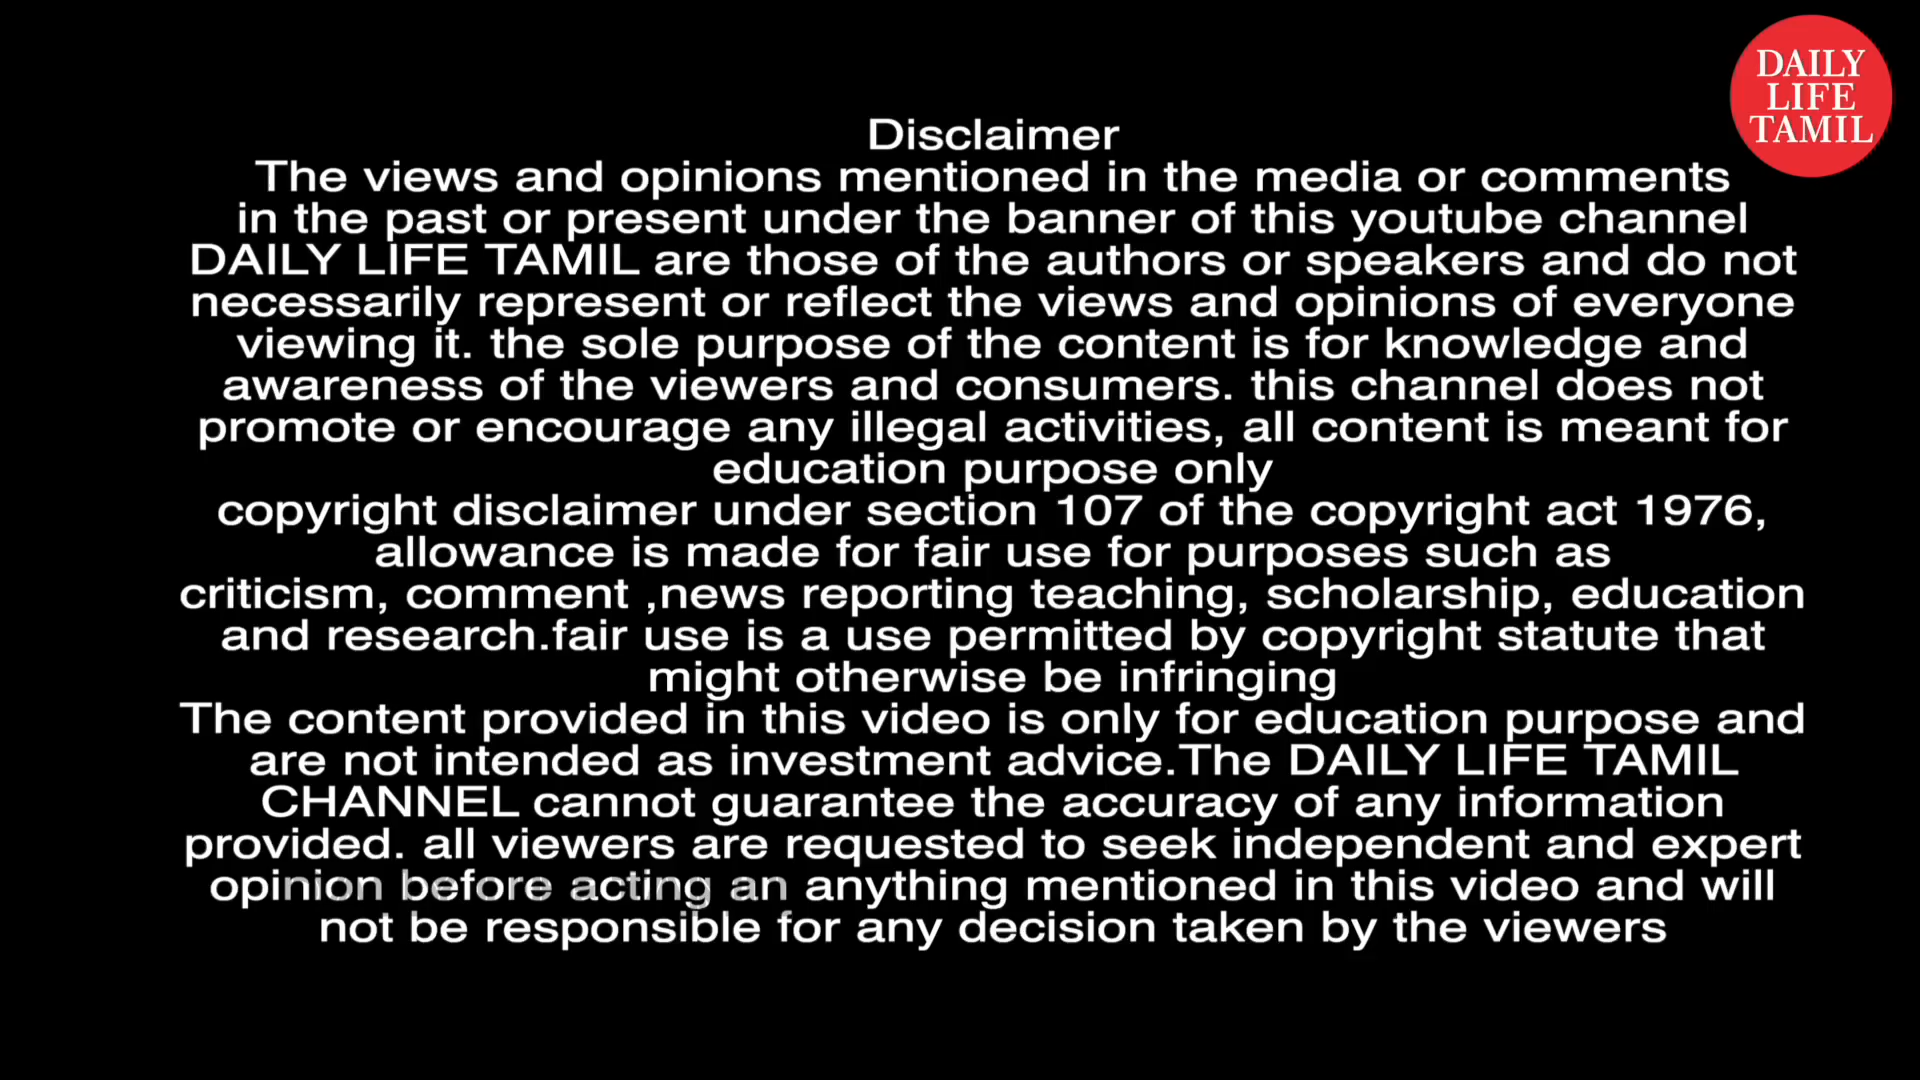 DAILY
LIFE
TAMIL
Disclaimer
The views and opinions mentioned in the media or comments
in the past or present under the banner of this youtube channel
DAILY LIFE TAMIL are those of the authors or speakers and do not
necessarily represent or reflect the views and opinions of everyone
viewing it. the sole purpose of the content is for knowledge and
awareness of the viewers and consumers. this channel does not
promote or encourage any illegal activities, all content is meant for
education purpose only
copyright disclaimer under section 107 of the copyright act 1976,
allowance is made for fair use for purposes such as
criticism, comment ,news reporting teaching, scholarship, education
and research.fair use is a use permitted by copyright statute that
might otherwise be infringing
The content provided in this video is only for education purpose and
are not intended as investment advice.The DAILY LIFE TAMIL
CHANNEL cannot guarantee the accuracy of any information
provided. all viewers are requested to seek independent and expert
opinion before acting an anything mentioned in this video and will
not be responsible for any decision taken by the viewers